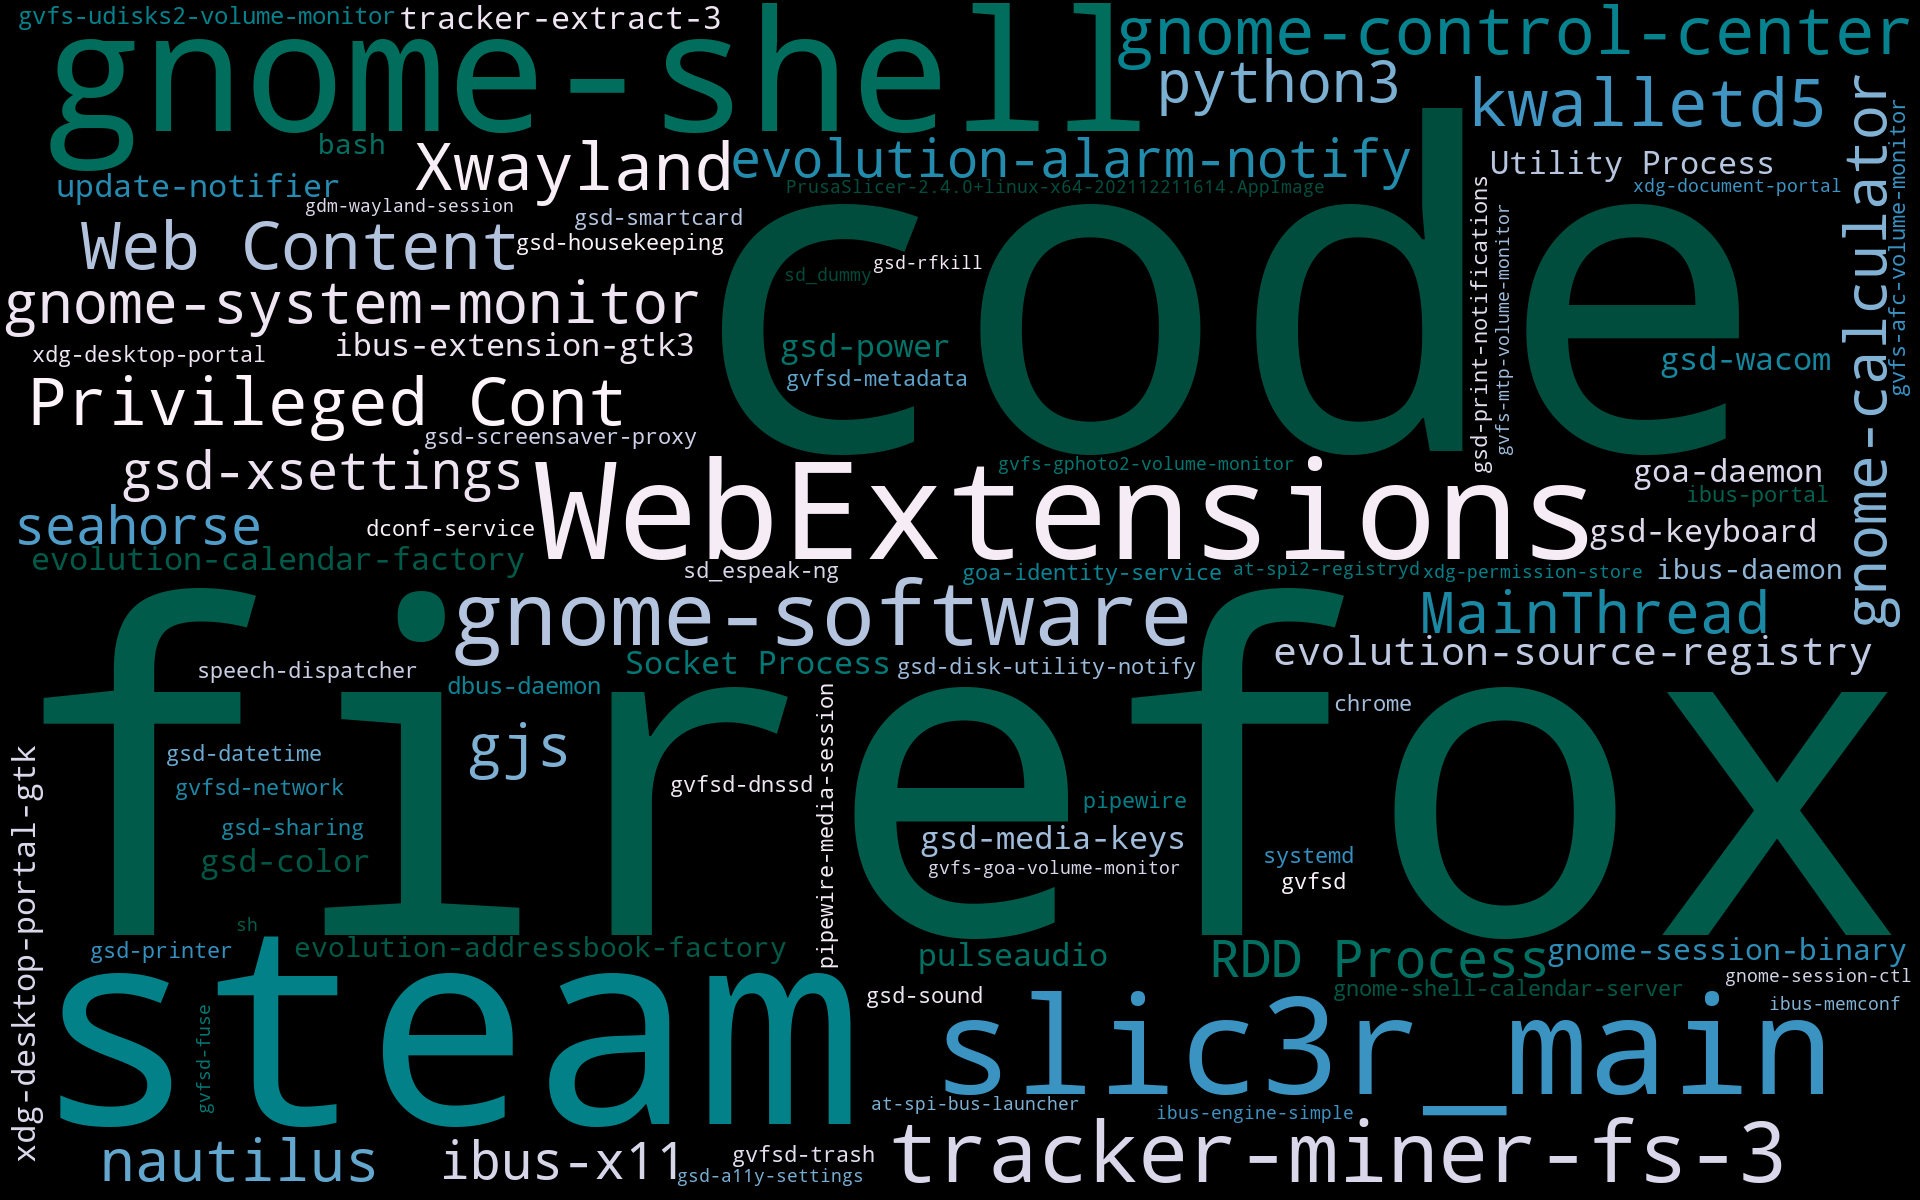 gvfs-udisks2-volume-monitor
tracker-extract-3
gnome-shell
gnome-control-center
python3
kwalletd5
bash
Xwayland
evolution-alarm-notify
Utility Process
update-notifier
PrusaSlicer-2.4.0+linux-x64-202112211614.AppImage
xdg-document-portal
gdm-wayland-session
gsd-smartcard
code
gnome-calculator
gvfs-afc-volume-monitor
Web Content
gsd-housekeeping
gsd-rfkill
sd_dummy
gsd-print-notifications
gvfs-mtp-volume-monitor
gnome-system-monitor
xdg-desktop-portal
ibus-extension-gtk3
gsd-power
gsd-wacom
gvfsd-metadata
Privileged Cont
gsd-screensaver-proxy
gsd-xsettings
gvfs-gphoto2-volume-monitor
goa-daemon
ibus-portal
WebExtensions
seahorse
dconf-service
gsd-keyboard
evolution-calendar-factory
sd_espeak-ng
goa-identity-service
at-spi2-registryd
xdg-permission-store
ibus-daemon
gnome-software
MainThread
evolution-source-registry
speech-dispatcher
Socket Process
gsd-disk-utility-notify
dbus-daemon
chrome
firefox
gjs
gsd-datetime
gvfsd-network
gvfsd-dnssd
pipewire-media-session
pipewire
gsd-sharing
gsd-color
gsd-media-keys
gvfs-goa-volume-monitor
systemd
gvfsd
xdg-desktop-portal-gtk
sh
gsd-printer
evolution-addressbook-factory
pulseaudio
RDD Process
gnome-session-binary
gnome-session-ctl
steam
gvfsd-fuse
gsd-sound
gnome-shell-calendar-server
ibus-memconf
slic3r_main
at-spi-bus-launcher
ibus-engine-simple
nautilus
ibus-x11
gvfsd-trash
gsd-a11y-settings
tracker-miner-fs-3